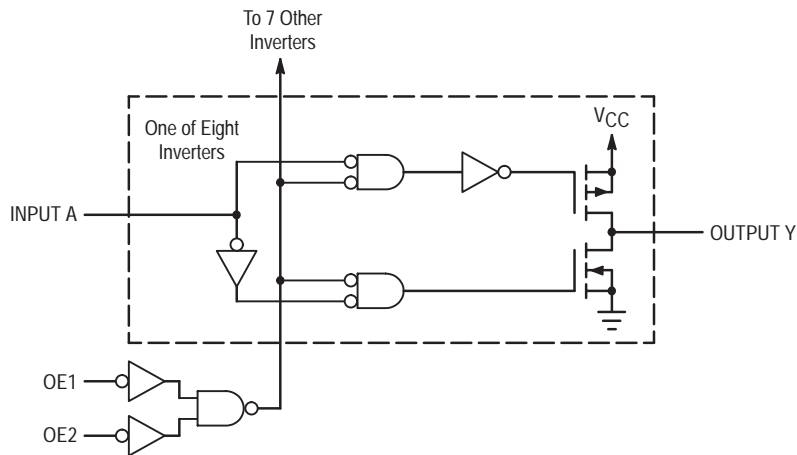 To 7 Other
Inverters
One of Eight
Inverters
VCC
INPUT A
OUTPUT Y
OE1
OE2